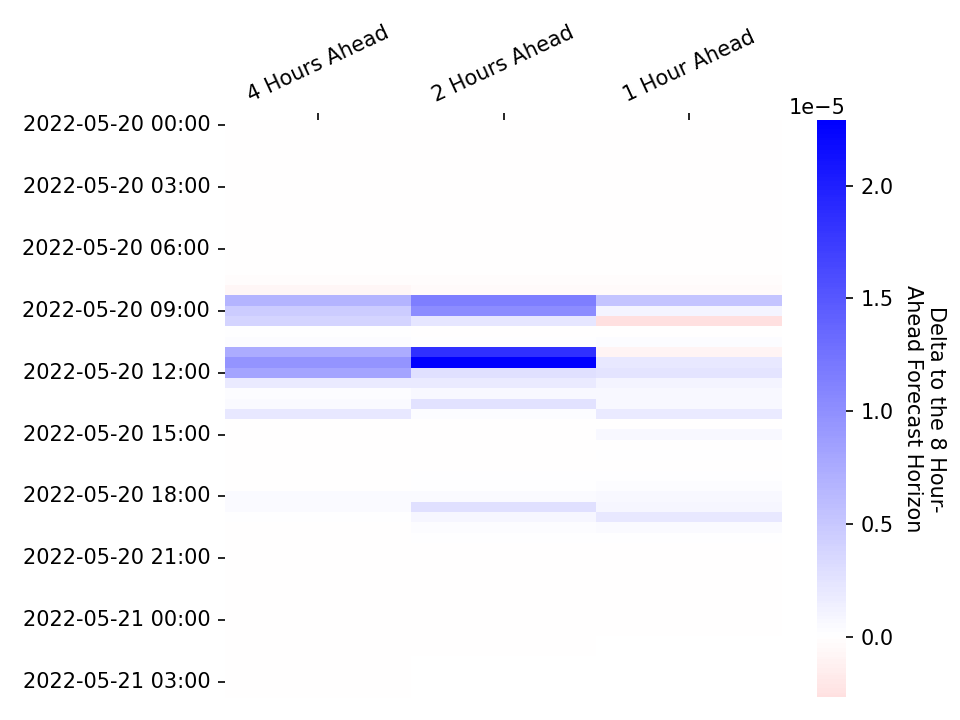 4 Hours Ahead
2 Hours Ahead
1 Hour Ahead
1e−5
2022-05-20 00:00
2022-05-20 03:00
2022-05-20 06:00
2022-05-20 09:00
2022-05-20 12:00
2022-05-20 15:00
2022-05-20 18:00
2022-05-20 21:00
2022-05-21 00:00
2022-05-21 03:00
2.0
1.5
1.0
0.5
0.0
Delta to the 8 Hour-
Ahead Forecast Horizon